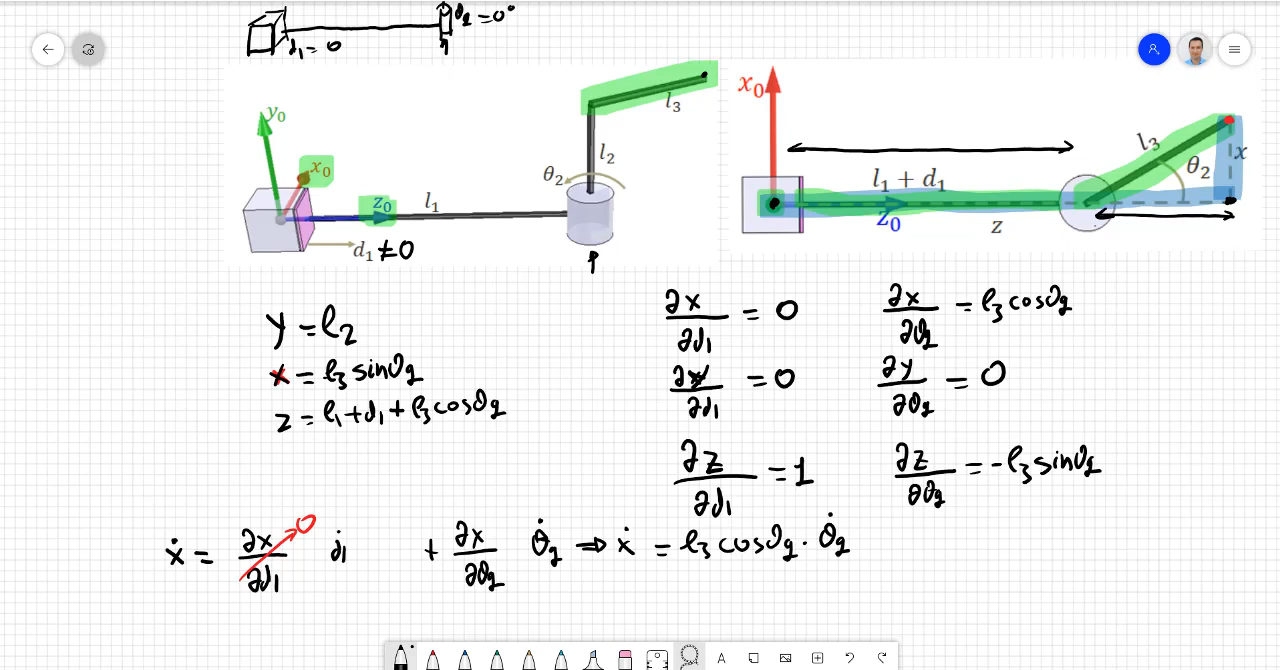 d₁ = 0
θ₂ = 0°
y₀
x₀
z₀
l₁
d₁ ≠ 0
θ₂
l₂
l₃
x₀
l₁ + d₁
z₀
z
l₃
θ₂
x
y = l₂
x = l₃ sinθ₂
z = l₁ + d₁ + l₃ cosθ₂
∂x/∂d₁ = 0
∂x/∂θ₂ = l₃ cosθ₂
∂y/∂d₁ = 0
∂y/∂θ₂ = 0
∂z/∂d₁ = 1
∂z/∂θ₂ = -l₃ sinθ₂
ẋ = ∂x/∂d₁ 0 ḋ₁ + ∂x/∂θ₂ θ̇₂ ⇒ ẋ = l₃ cosθ₂ · θ̇₂
A